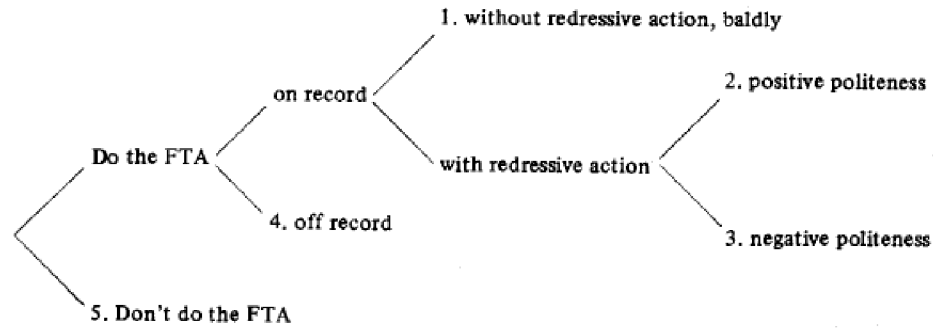 1. without redressive action, baldly
on record
2. positive politeness
Do the FTA
with redressive action
4. off record
3. negative politeness
5. Don't do the FTA